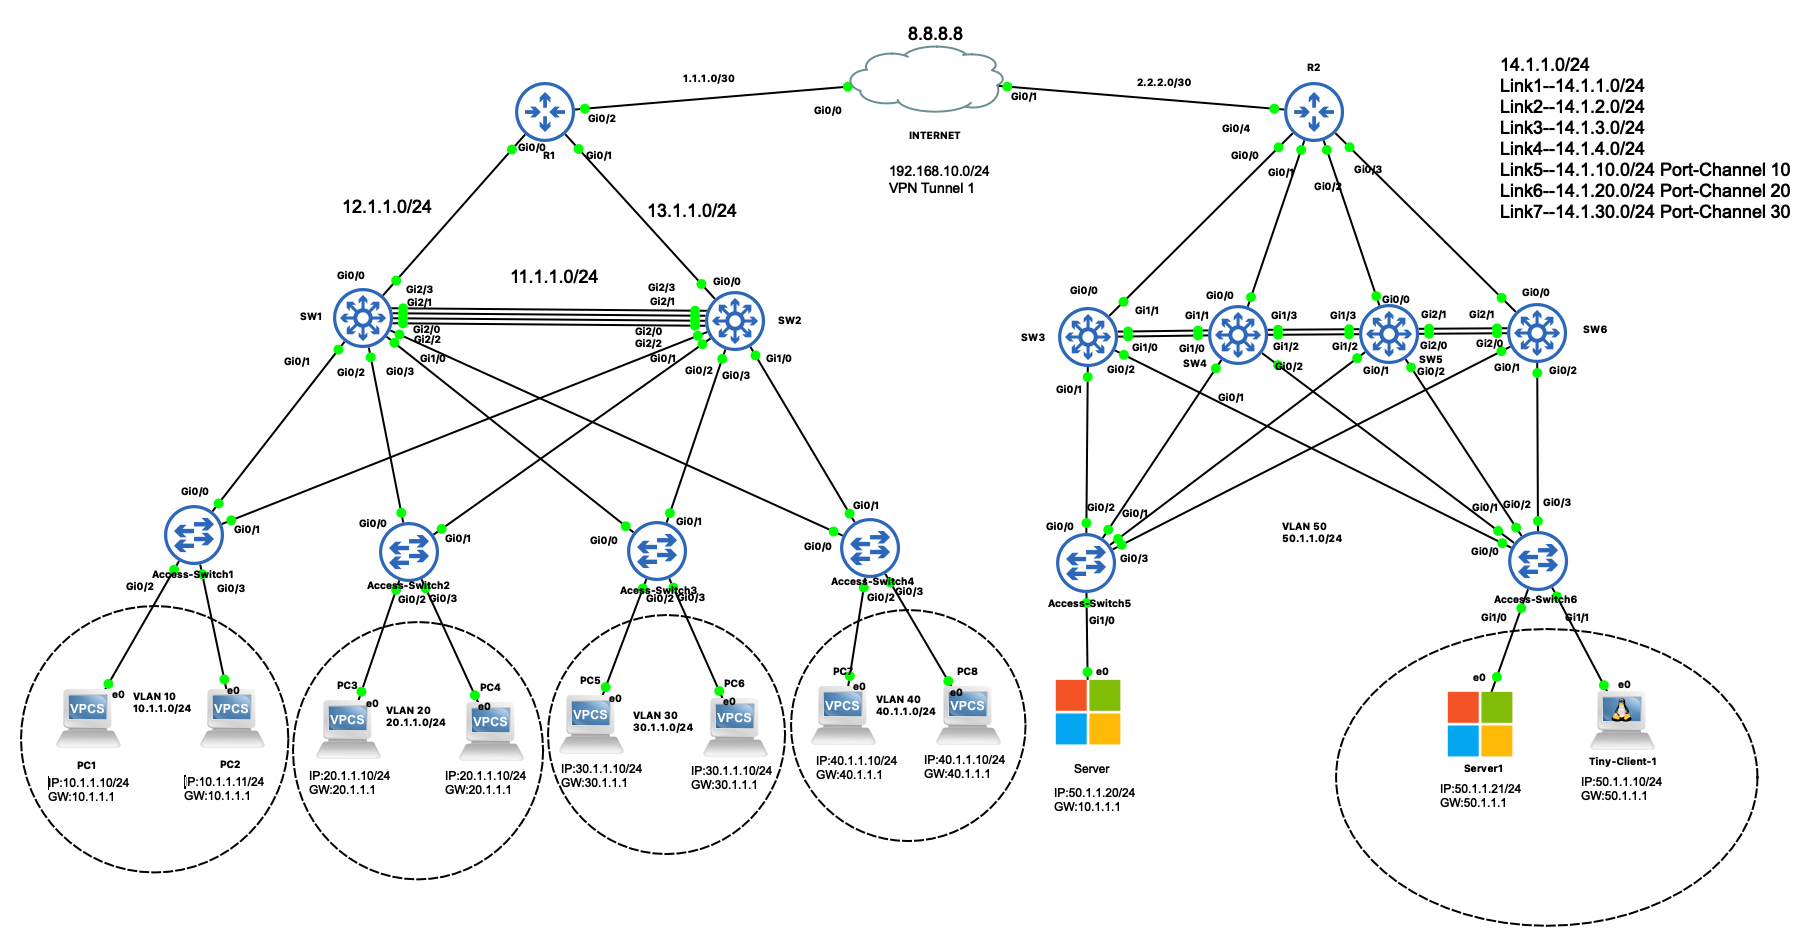 8.8.8.8
1.1.1.0/30
Gi0/2
Gi0/0
INTERNET
192.168.10.0/24
VPN Tunnel 1
Gi0/1
2.2.2.0/30
R2
Gi0/4
14.1.1.0/24
Link1--14.1.1.0/24
Link2--14.1.2.0/24
Link3--14.1.3.0/24
Link4--14.1.4.0/24
Link5--14.1.10.0/24 Port-Channel 10
Link6--14.1.20.0/24 Port-Channel 20
Link7--14.1.30.0/24 Port-Channel 30
Gi0/0
R1
Gi0/1
Gi0/0
Gi0/1
Gi0/2
Gi0/3
12.1.1.0/24
13.1.1.0/24
11.1.1.0/24
Gi0/0
Gi2/3
Gi2/1
SW1
Gi2/0
Gi2/2
Gi0/1
Gi0/2
Gi0/3
Gi1/0
Gi2/3
Gi2/1
Gi0/0
SW2
Gi2/0
Gi2/2
Gi0/1
Gi0/2
Gi0/3
Gi1/0
SW3
Gi1/1
Gi1/0
Gi0/2
Gi0/1
Gi0/0
Gi1/1
Gi1/0
SW4
Gi1/3
Gi1/2
Gi0/2
Gi0/1
Gi0/0
Gi1/3
Gi1/2
Gi0/1
SW5
Gi0/2
Gi2/1
Gi2/0
Gi0/0
Gi2/1
Gi2/0
SW6
Gi0/1
Gi0/2
Gi0/0
Gi0/1
Access-Switch1
Gi0/2
Gi0/3
Gi0/0
Gi0/1
Access-Switch2
Gi0/2
Gi0/3
Gi0/0
Gi0/1
Acess-Switch3
Gi0/2
Gi0/3
Gi0/0
Gi0/1
Access-Switch4
Gi0/2
Gi0/3
Gi0/0
Gi0/2
Gi0/1
Gi0/3
Access-Switch5
Gi1/0
VLAN 50
50.1.1.0/24
Gi0/0
Gi0/1
Gi0/2
Gi0/3
Access-Switch6
Gi1/0
Gi1/1
e0
VPCS
VLAN 10
10.1.1.0/24
e0
VPCS
PC1
IP:10.1.1.10/24
GW:10.1.1.1
PC2
IP:10.1.1.11/24
GW:10.1.1.1
PC3
e0
VPCS
VLAN 20
20.1.1.0/24
PC4
e0
VPCS
IP:20.1.1.10/24
GW:20.1.1.1
IP:20.1.1.10/24
GW:20.1.1.1
PC5
e0
VPCS
VLAN 30
30.1.1.0/24
PC6
e0
VPCS
IP:30.1.1.10/24
GW:30.1.1.1
IP:30.1.1.10/24
GW:30.1.1.1
PC7
e0
VPCS
VLAN 40
40.1.1.0/24
PC8
e0
VPCS
IP:40.1.1.10/24
GW:40.1.1.1
IP:40.1.1.10/24
GW:40.1.1.1
e0
Server
IP:50.1.1.20/24
GW:10.1.1.1
e0
Server1
IP:50.1.1.21/24
GW:50.1.1.1
e0
Tiny-Client-1
IP:50.1.1.10/24
GW:50.1.1.1